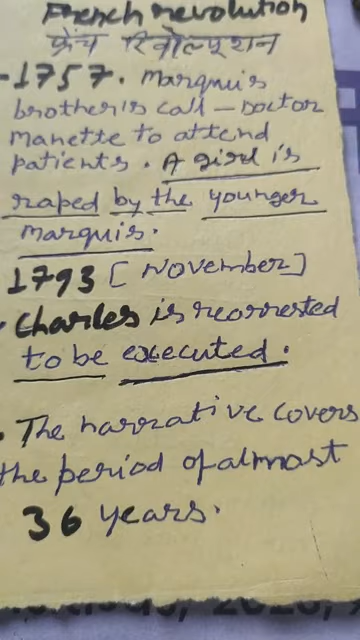 French revolution
फ्रेंच रिवोल्यूशन
- 1757. Marquis
brother's call - Doctor
Manette to attend
patients. A girl is
raped by the younger
Marquis.
1793 [November]
. Charles is rearrested
to be executed.
. The narrative covers
the period of almost
36 years.